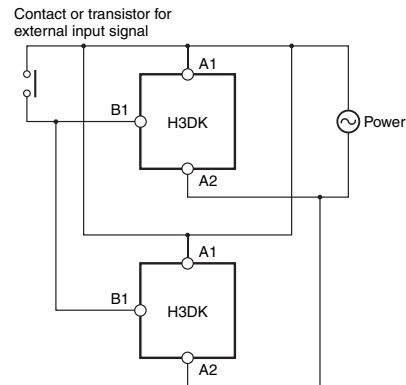 Contact or transistor for
external input signal
A1
B1
H3DK
Power
A2
A1
B1
H3DK
A2